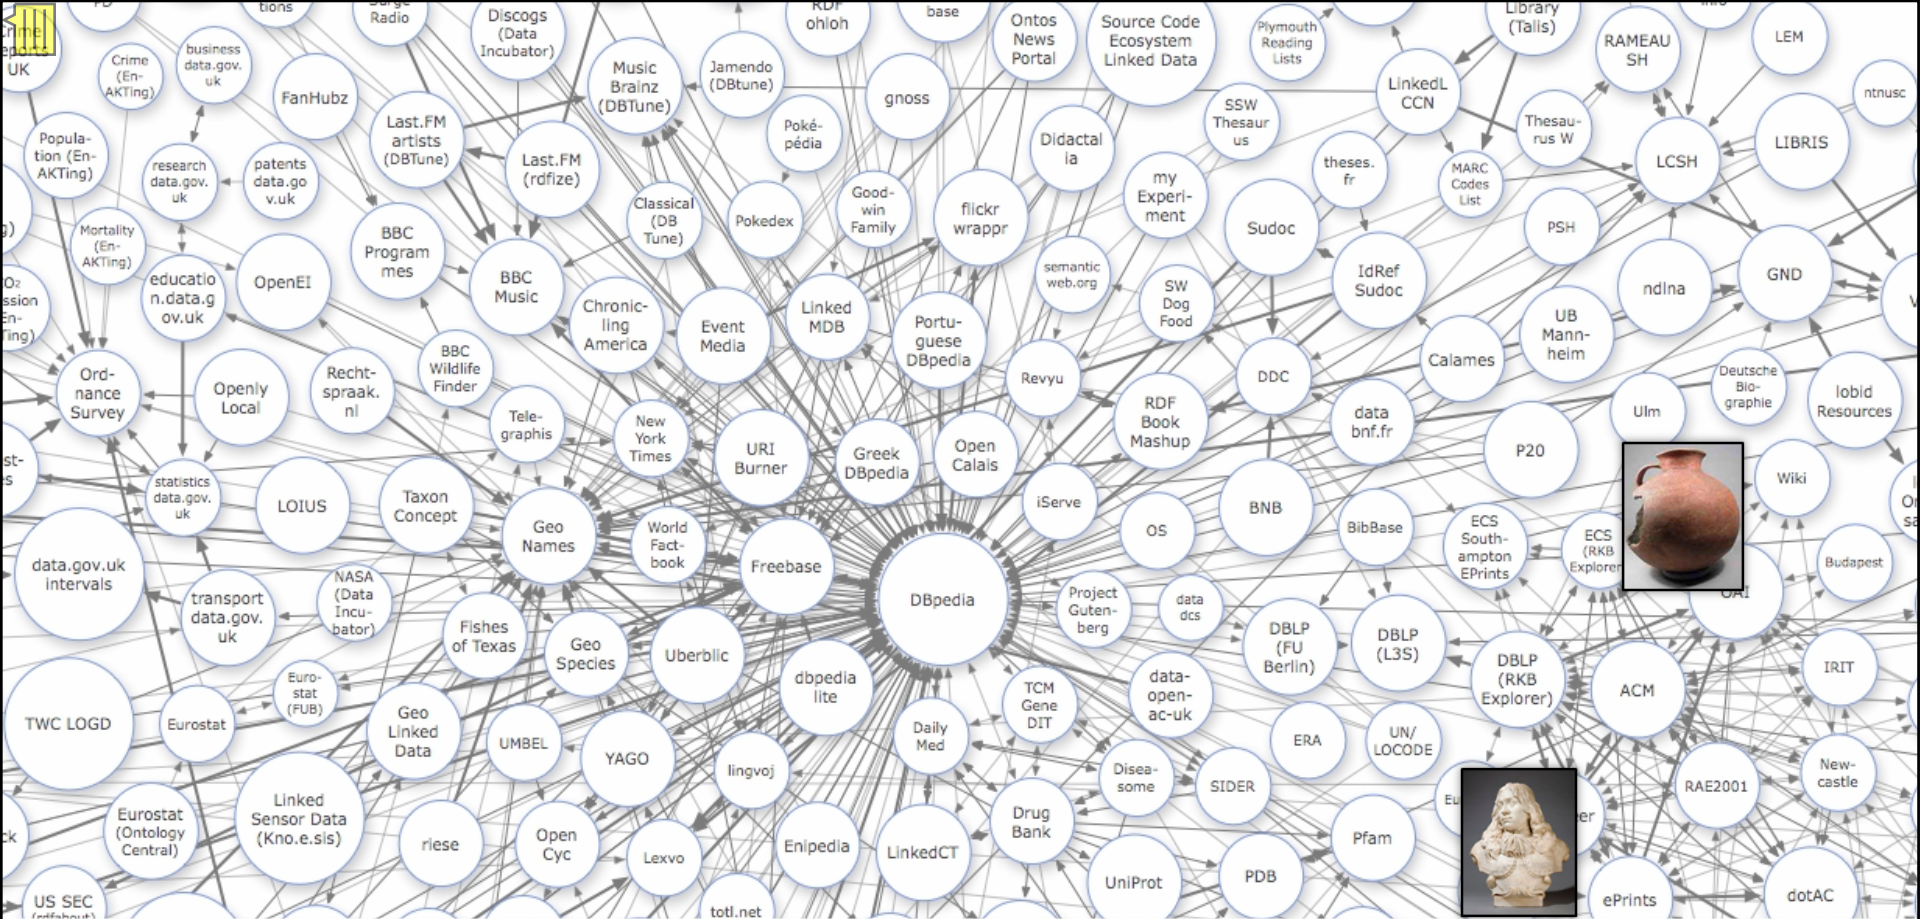 tions
Radio
Discogs
(Data
Incubator)
RDF
ohloh
base
Ontos
News
Portal
Source Code
Ecosystem
Linked Data
Plymouth
Reading
Lists
Library
(Talis)
RAMEAU
SH
LEM
UK
Crime
(En-
AKTing)
business
data.gov.
uk
FanHubz
Music
Brainz
(DBTune)
Jamendo
(DBtune)
gnoss
LinkedL
CCN
ntnusc
Popula-
tion (En-
AKTing)
research
data.gov.
uk
patents
data.go
v.uk
Last.FM
artists
(DBTune)
Last.FM
(rdfize)
Poké-
pédia
Didactal
ia
SSW
Thesaur
us
theses.
fr
MARC
Codes
List
Thesau-
rus W
LCSH
LIBRIS
Mortality
(En-
AKTing)
BBC
Program
mes
Classical
(DB
Tune)
Pokedex
Good-
win
Family
flickr
wrappr
my
Experi-
ment
Sudoc
PSH
educatio
n.data.g
ov.uk
OpenEI
BBC
Music
Chronic-
ling
America
Event
Media
Linked
MDB
Portu-
guese
DBpedia
semantic
web.org
SW
Dog
Food
IdRef
Sudoc
ndlna
GND
Ord-
nance
Survey
Openly
Local
Recht-
spraak.
nl
BBC
Wildlife
Finder
Revyu
DDC
Calames
UB
Mann-
heim
Deutsche
Bio-
graphie
lobid
Resources
Tele-
graphis
New
York
Times
URI
Burner
Greek
DBpedia
Open
Calais
RDF
Book
Mashup
data
bnf.fr
P20
Ulm
Wiki
statistics
data.gov.
uk
LOIUS
Taxon
Concept
Geo
Names
World
Fact-
book
Freebase
iServe
OS
BNB
BibBase
ECS
South-
ampton
EPrints
ECS
(RKB
Explorer
Budapest
data.gov.uk
intervals
transport
data.gov.
uk
NASA
(Data
Incu-
bator)
Fishes
of Texas
Geo
Species
Uberblic
DBpedia
Project
Guten-
berg
data
dcs
DBLP
(FU
Berlin)
DBLP
(L3S)
DBLP
(RKB
Explorer)
ACM
OAI
IRIT
TWC LOGD
Eurostat
Euro-
stat
(FUB)
Geo
Linked
Data
UMBEL
YAGO
dbpedia
lite
Daily
Med
TCM
Gene
DIT
data-
open-
ac-uk
ERA
UN/
LOCODE
lingvoj
Disea-
some
SIDER
RAE2001
New-
castle
Eurostat
(Ontology
Central)
Linked
Sensor Data
(Kno.e.sis)
riese
Open
Cyc
Lexvo
Enipedia
LinkedCT
Drug
Bank
Pfam
UniProt
PDB
ePrints
dotAC
US SEC
(rdfabout)
totl.net